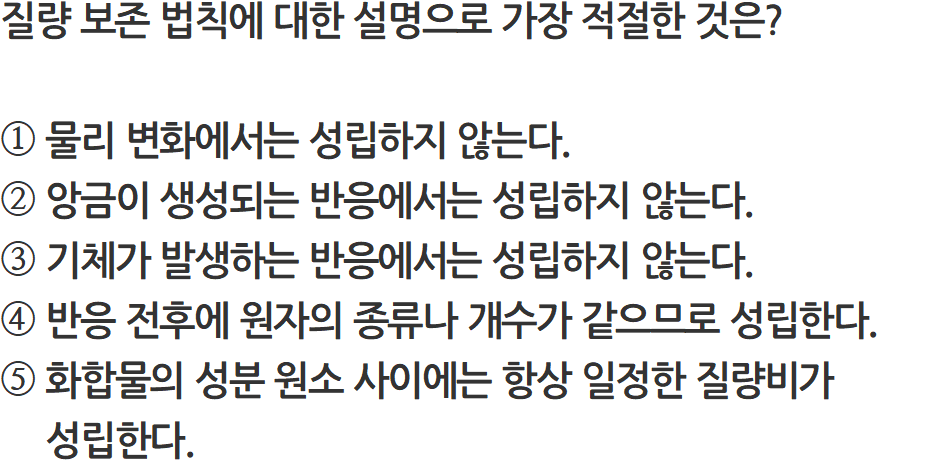 질량 보존 법칙에 대한 설명으로 가장 적절한 것은?
① 물리 변화에서는 성립하지 않는다.
② 앙금이 생성되는 반응에서는 성립하지 않는다.
③ 기체가 발생하는 반응에서는 성립하지 않는다.
④ 반응 전후에 원자의 종류나 개수가 같으므로 성립한다.
⑤ 화합물의 성분 원소 사이에는 항상 일정한 질량비가
성립한다.